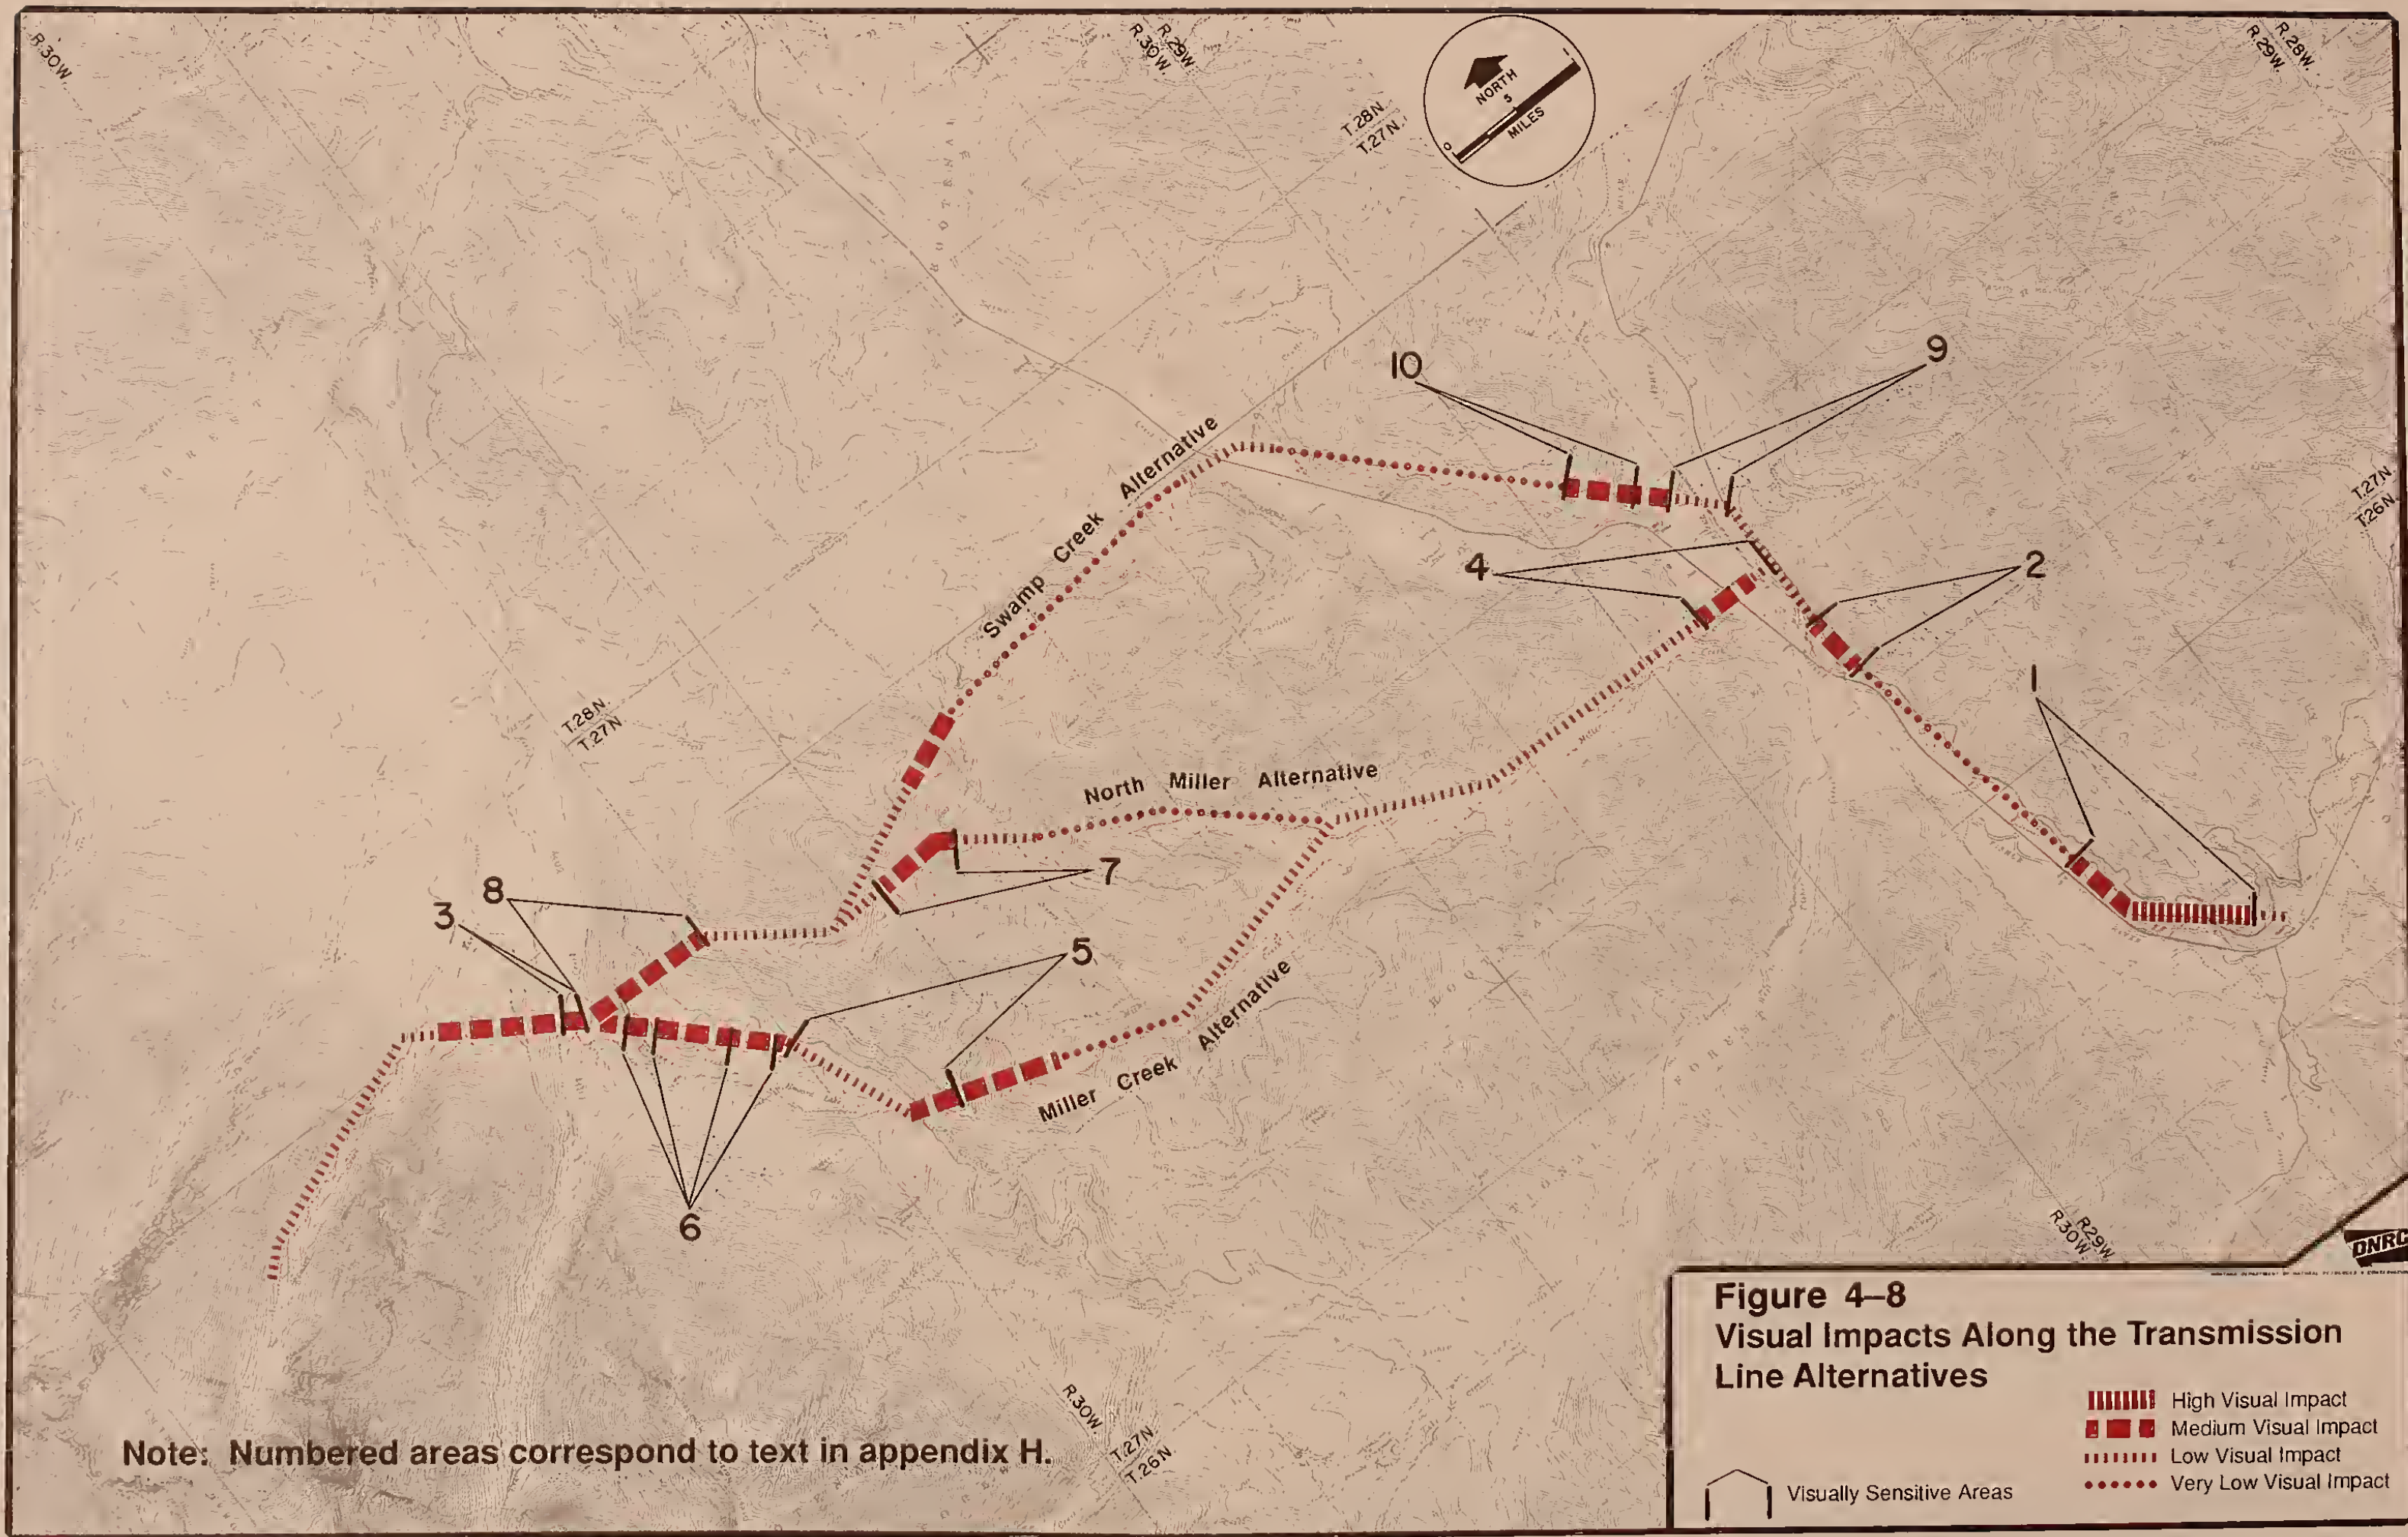 R.30W.
R.29W.
R.30W.
R.28W.
R.29W.
T.28N
T.27N.
NORTH
0 .5 1
MILES
10
9
Swamp Creek Alternative
T.27N
T.26N
4
2
1
T.28N
T.27N
North Miller Alternative
7
8
3
5
Miller Creek Alternative
6
KOOTENAI
FOREST
R.29W
R.30W.
DNRC
R.30W.
T.27N
T.26N
Note: Numbered areas correspond to text in appendix H.
Figure 4–8
Visual Impacts Along the Transmission
Line Alternatives
High Visual Impact
Medium Visual Impact
Low Visual Impact
Very Low Visual Impact
Visually Sensitive Areas